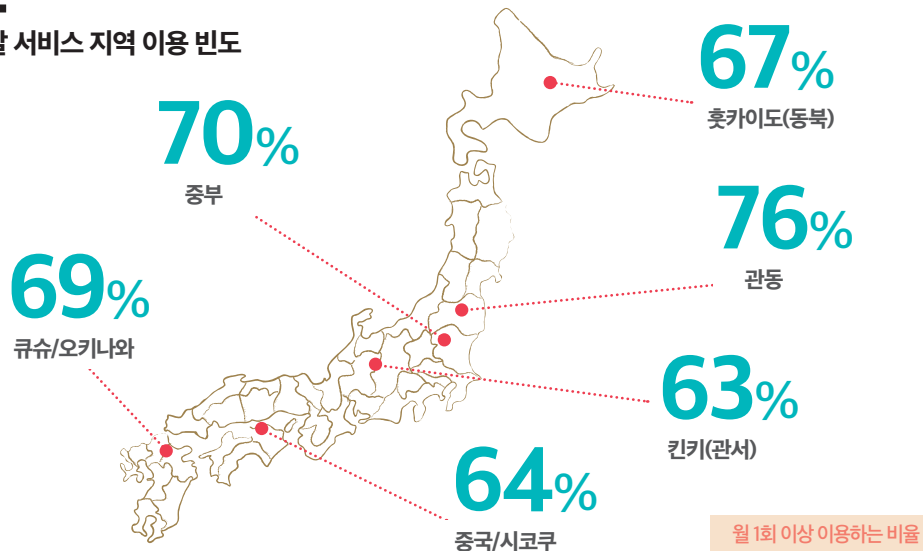 서비스 지역 이용 빈도
67%
홋카이도(동북)
70%
중부
76%
관동
69%
큐슈/오키나와
63%
킨키(관서)
64%
중국/시코쿠
월 1회 이상 이용하는 비율